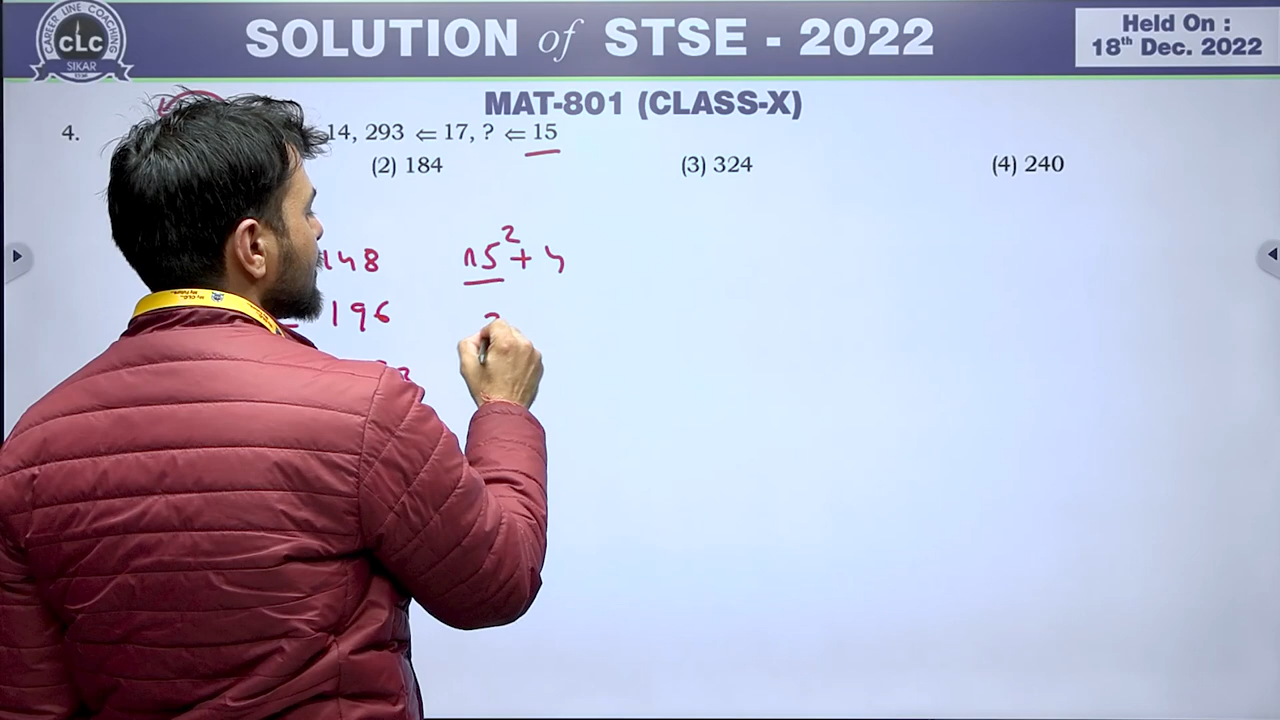 CAREER LINE COACHING
CLC
SIKAR
SOLUTION of STSE - 2022
Held On :
18th Dec. 2022
MAT-801 (CLASS-X)
4. 14, 293 ⇐ 17, ? ⇐ 15
(2) 184 (3) 324 (4) 240
148 15² + 4
196